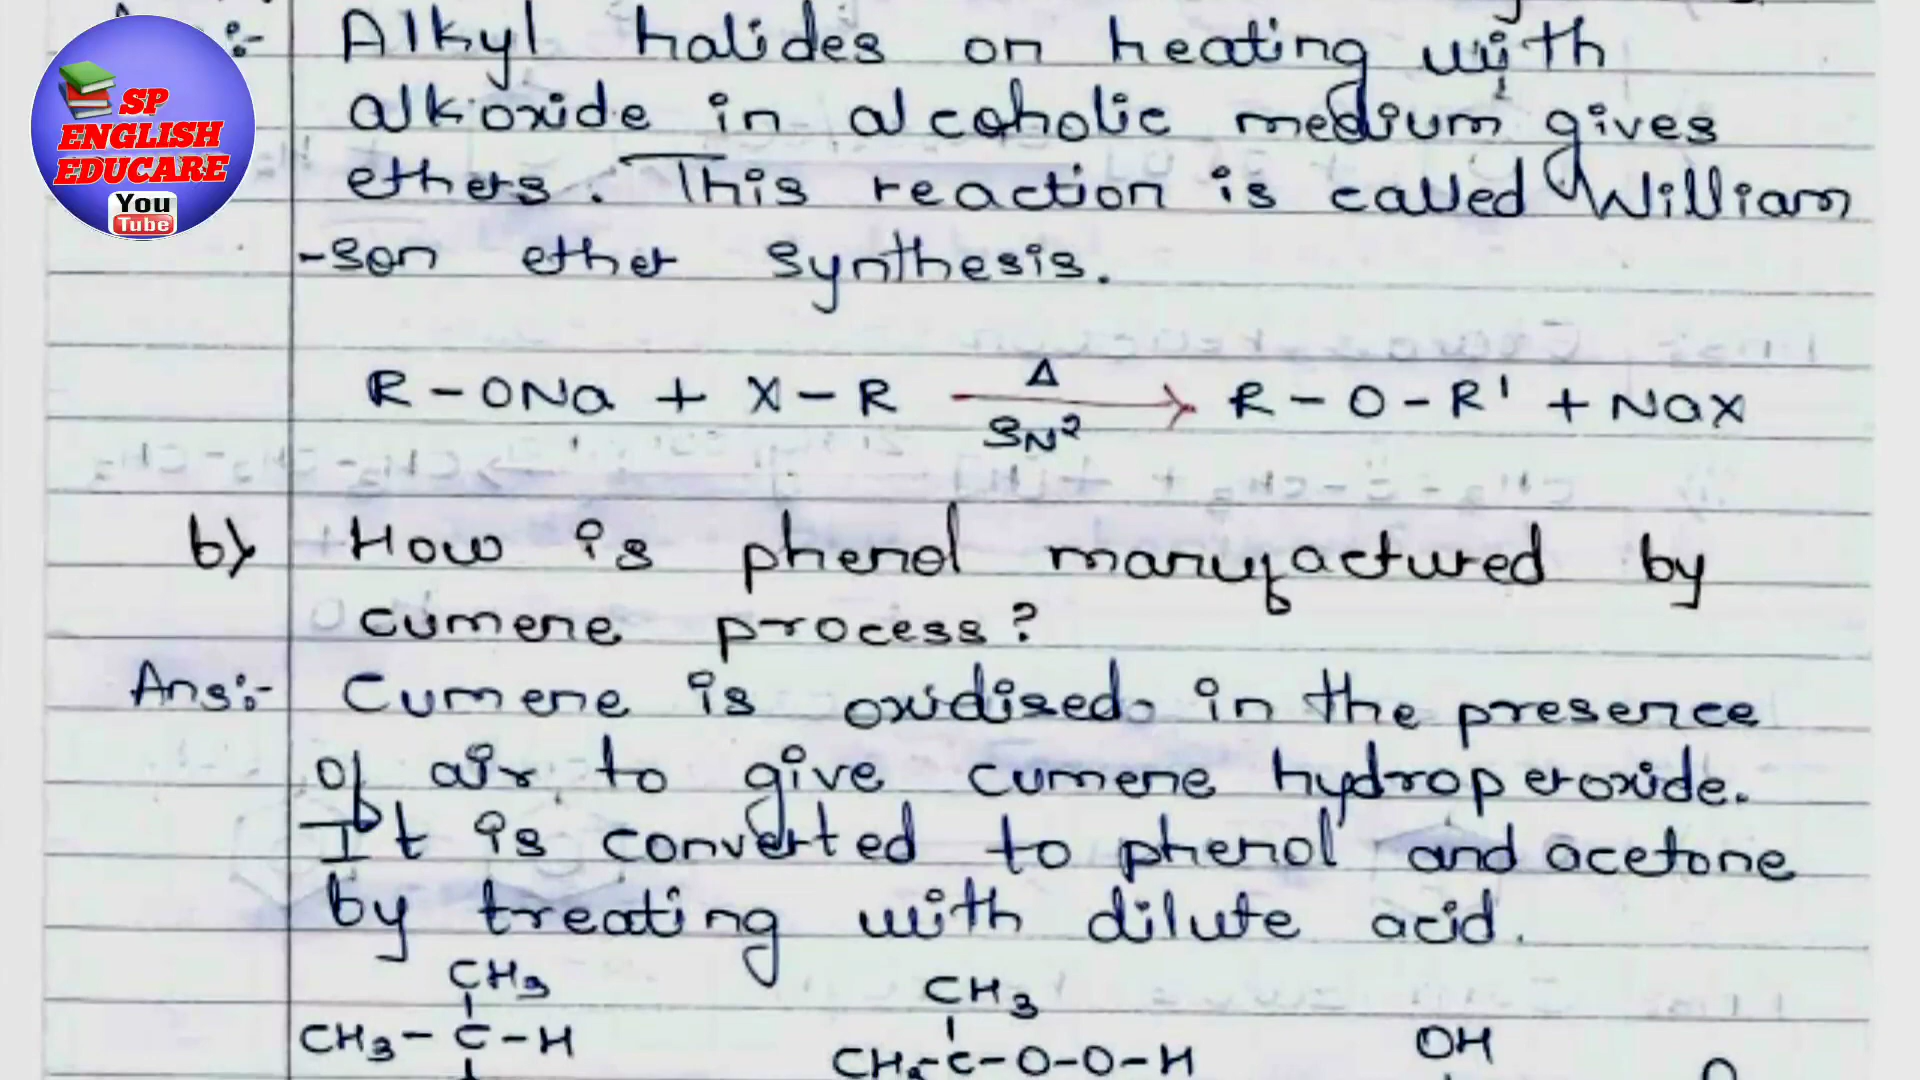 SP
ENGLISH
EDUCARE
You
Tube
:- Alkyl halides on heating with
alkoxide in alcoholic medium gives
ethers. This reaction is called William
-son ether synthesis.
R - ONa + X - R →(Δ, SN²) R - O - R' + NaX
b) How is phenol manufactured by
cumene process?
Ans:- Cumene is oxidised in the presence
of air to give cumene hydroperoxide.
It is converted to phenol and acetone
by treating with dilute acid.
CH3 CH3
CH3 - C - H CH3 - C - O - O - H OH O